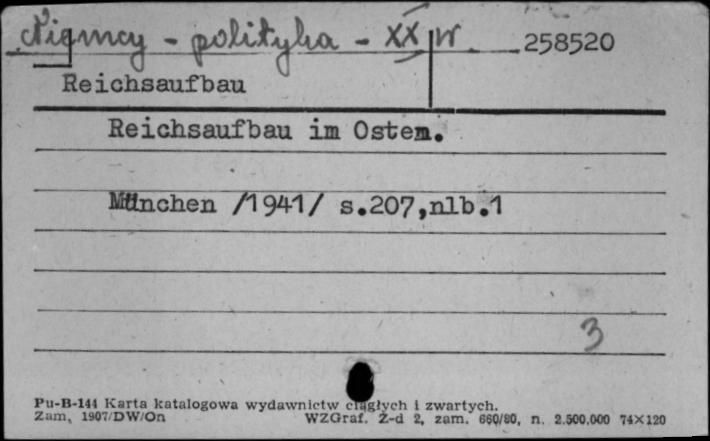 Niemcy - polityka - XX w. 258520
Reichsaufbau
Reichsaufbau im Osten.
München /1941/ s.207,nlb.1
3
Pu-B-144 Karta katalogowa wydawnictw ciągłych i zwartych.
Zam. 1907/DW/On WZGraf. Z-d 2, zam. 660/80, n. 2.500.000 74×120